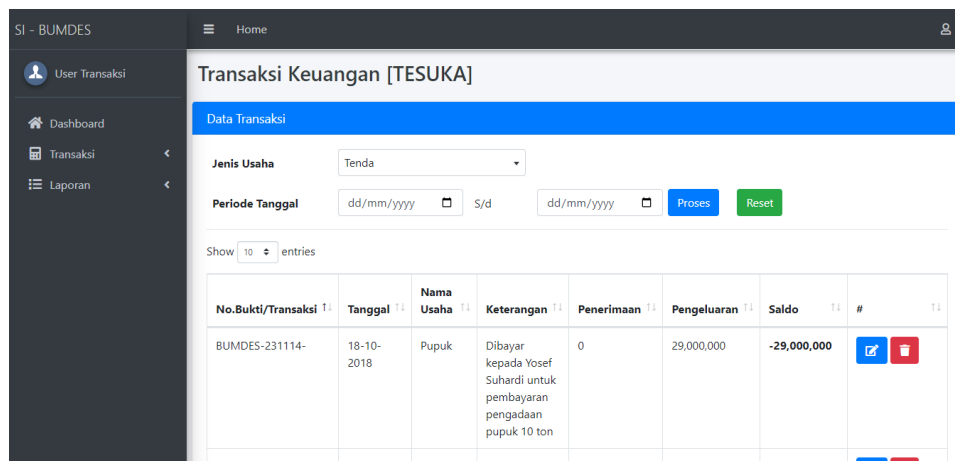 SI - BUMDES
Home
User Transaksi
Dashboard
Transaksi
Laporan
Transaksi Keuangan [TESUKA]
Data Transaksi
Jenis Usaha Tenda
Periode Tanggal dd/mm/yyyy S/d dd/mm/yyyy Proses Reset
Show 10 entries
No.Bukti/Transaksi Tanggal Nama Usaha Keterangan Penerimaan Pengeluaran Saldo #
BUMDES-231114- 18-10-2018 Pupuk Dibayar 0 29,000,000 -29,000,000
kepada Yosef
Suhardi untuk
pembayaran
pengadaan
pupuk 10 ton